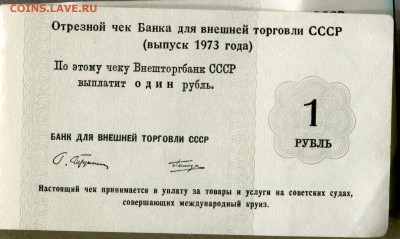 COINS.LAVE.RU
Отрезной чек Банка для внешней торговли СССР
(выпуск 1973 года)
По этому чеку Внешторгбанк СССР
выплатит один рубль.
1
РУБЛЬ
БАНК ДЛЯ ВНЕШНЕЙ ТОРГОВЛИ СССР
Настоящий чек принимается в уплату за товары и услуги на советских судах,
совершающих международный круиз.